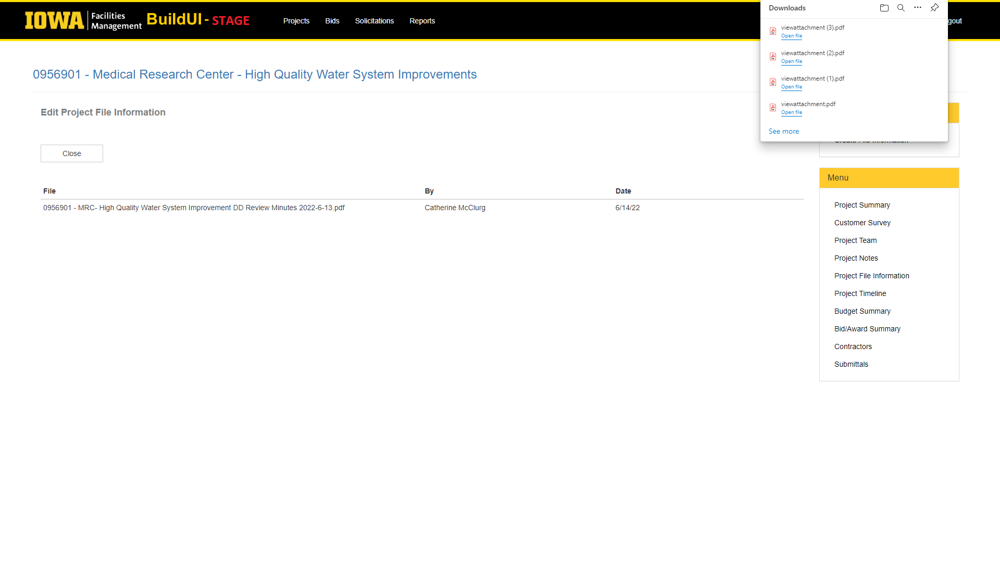 IOWA Facilities Management BuildUI - STAGE
Projects Bids Solicitations Reports
gout
Downloads
viewattachment (3).pdf
Open file
viewattachment (2).pdf
Open file
viewattachment (1).pdf
Open file
viewattachment.pdf
Open file
See more
0956901 - Medical Research Center - High Quality Water System Improvements
Edit Project File Information
Create File Information
Close
File By Date
0956901 - MRC- High Quality Water System Improvement DD Review Minutes 2022-6-13.pdf Catherine McClurg 6/14/22
Menu
Project Summary
Customer Survey
Project Team
Project Notes
Project File Information
Project Timeline
Budget Summary
Bid/Award Summary
Contractors
Submittals